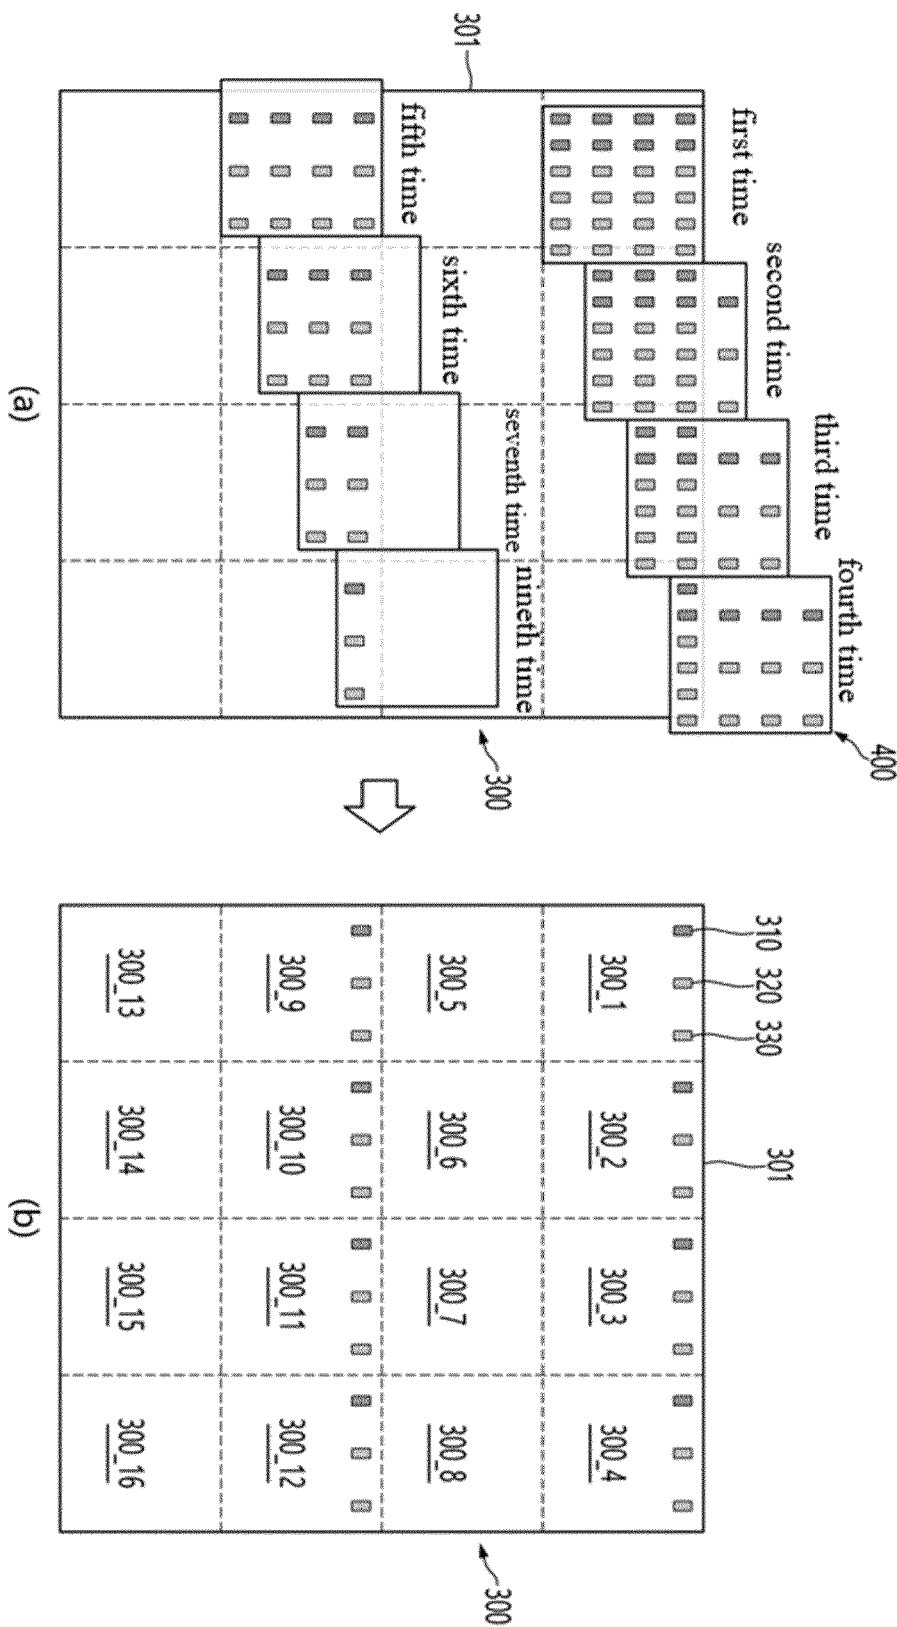 400
fourth time
third time
second time
first time
nineth time
seventh time
300
301
sixth time
fifth time
(a)
310 320 330
301
300_1 300_2 300_3 300_4
300
300_5 300_6 300_7 300_8
300_9 300_10 300_11 300_12
300_13 300_14 300_15 300_16
(b)